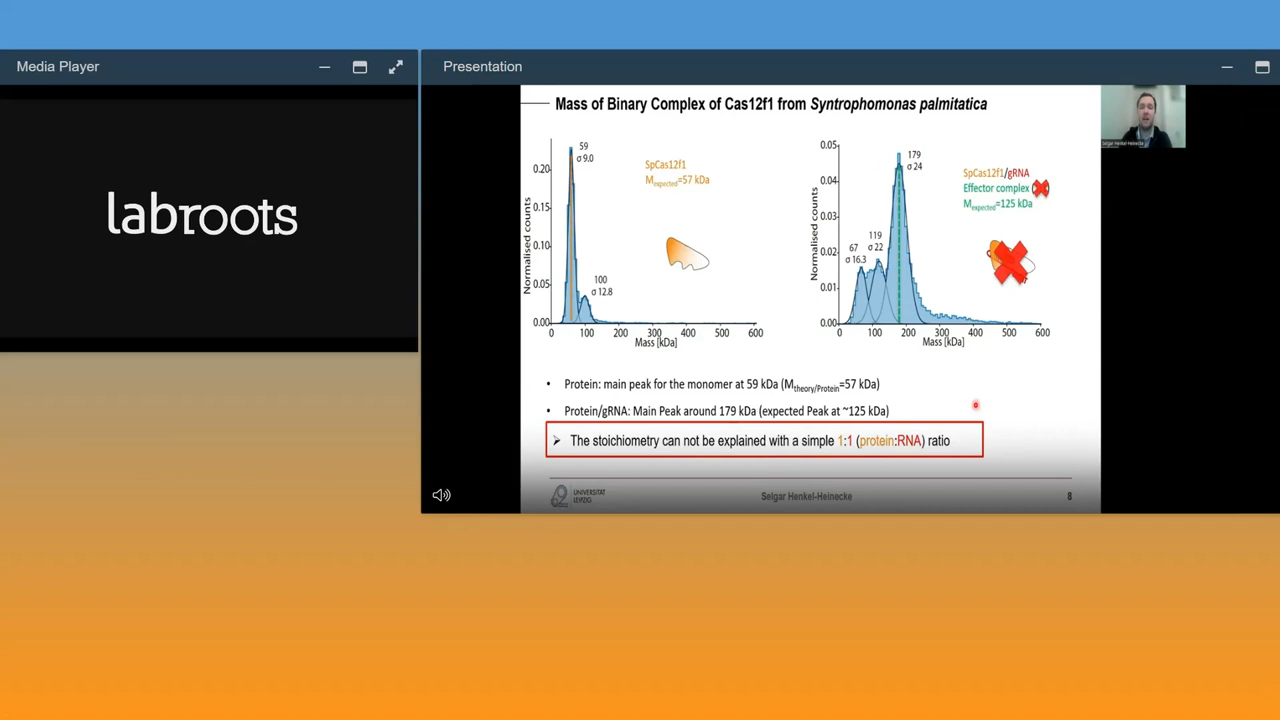 Media Player
Presentation
labroots
Mass of Binary Complex of Cas12f1 from Syntrophomonas palmitatica
59
σ 9.0
100
σ 12.8
SpCas12f1
Mexpected=57 kDa
Normalised counts
0.20
0.15
0.10
0.05
0.00
0 100 200 300 400 500 600
Mass [kDa]
179
σ 24
119
σ 22
67
σ 16.3
SpCas12f1/gRNA
Effector complex
Mexpected=125 kDa
Normalised counts
0.05
0.04
0.03
0.02
0.01
0.00
0 100 200 300 400 500 600
Mass [kDa]
Selgar Henkel-Heinecke
• Protein: main peak for the monomer at 59 kDa (Mtheory/Protein=57 kDa)
• Protein/gRNA: Main Peak around 179 kDa (expected Peak at ~125 kDa)
➢ The stoichiometry can not be explained with a simple 1:1 (protein:RNA) ratio
UNIVERSITÄT
LEIPZIG
Selgar Henkel-Heinecke
8